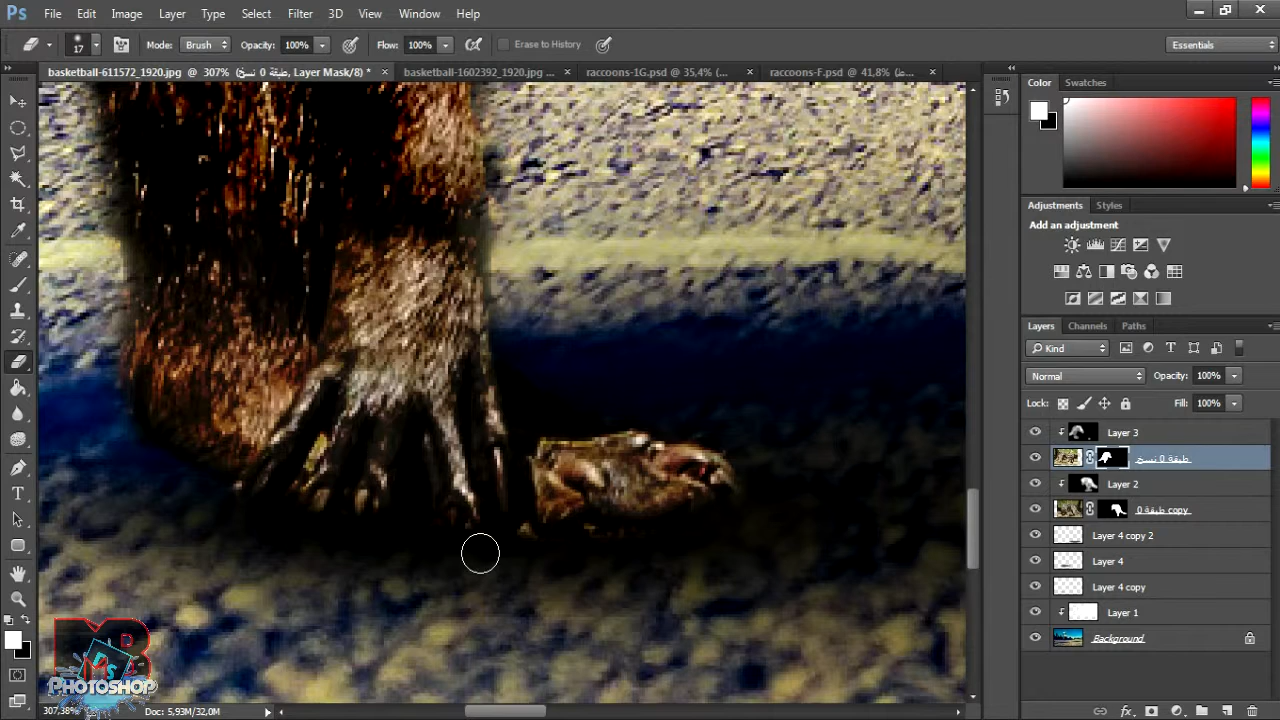 Ps File Edit Image Layer Type Select Filter 3D View Window Help
17 Mode: Brush Opacity: 100% Flow: 100% Erase to History Essentials
basketball-611572_1920.jpg @ 307% (طبقة 0 نسخ, Layer Mask/8) * basketball-1602392_1920.jpg ... raccoons-1G.psd @ 35,4% (... raccoons-F.psd @ 41,8% (...
Color Swatches
Adjustments Styles
Add an adjustment
Layers Channels Paths
Kind
Normal Opacity: 100%
Lock: Fill: 100%
Layer 3
طبقة 0 نسخ
Layer 2
طبقة 0 copy
Layer 4 copy 2
Layer 4
Layer 4 copy
Layer 1
Background
MB
Ps
PHOTOSHOP
307,38% Doc: 5,93M/32,0M